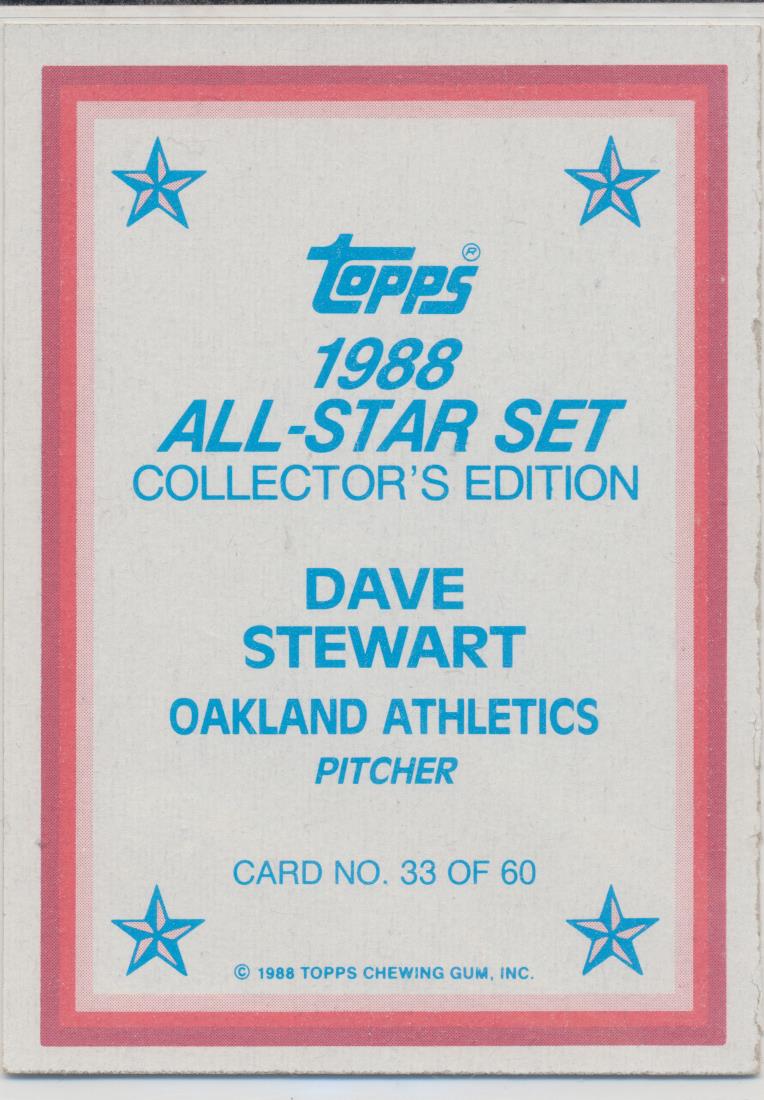 topps®
1988
ALL-STAR SET
COLLECTOR'S EDITION
DAVE
STEWART
OAKLAND ATHLETICS
PITCHER
CARD NO. 33 OF 60
© 1988 TOPPS CHEWING GUM, INC.